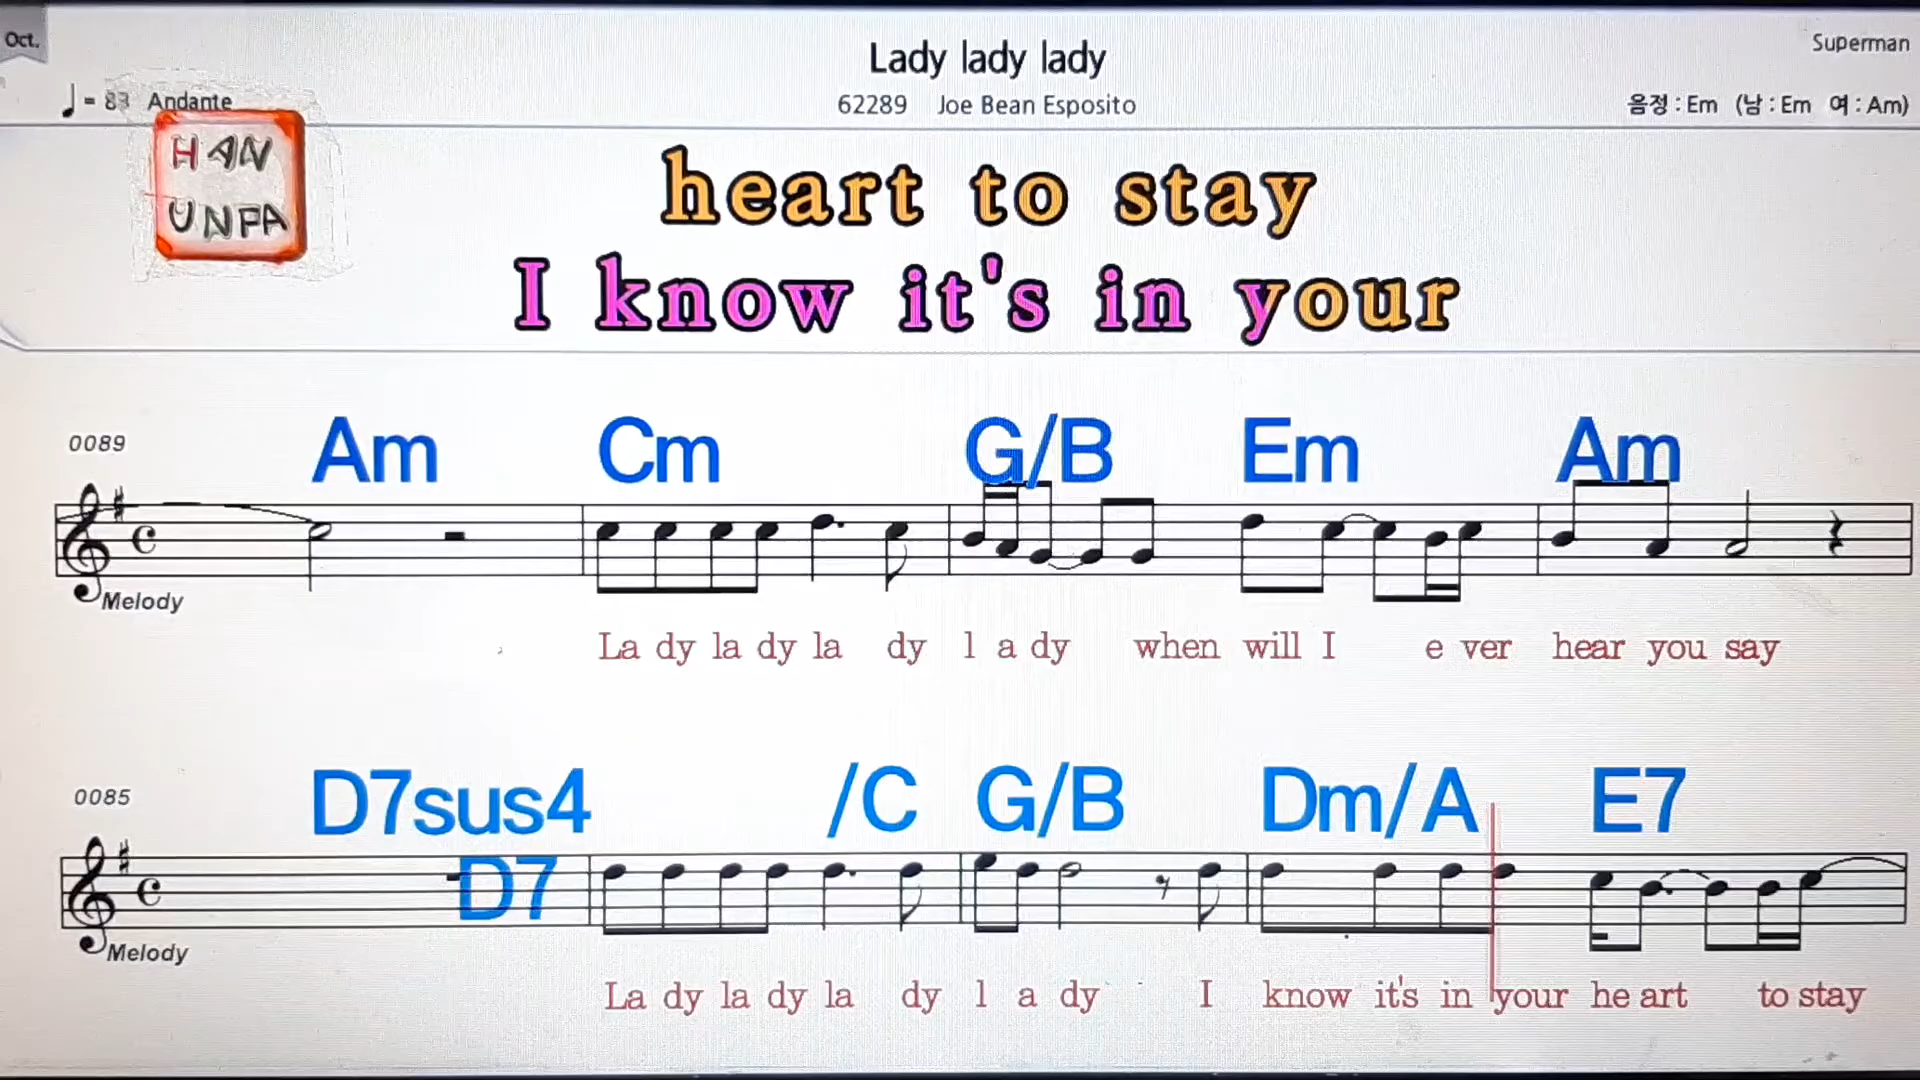 Oct.
Lady lady lady
Superman
♩ = 83 Andante
62289 Joe Bean Esposito
음정 : Em (남 : Em 여 : Am)
HAN
UNPA
heart to stay
I know it's in your
0089
Am Cm G/B Em Am
Melody
La dy la dy la dy l a dy when will I e ver hear you say
0085
D7sus4 /C G/B Dm/A E7
D7
Melody
La dy la dy la dy l a dy I know it's in your he art to stay